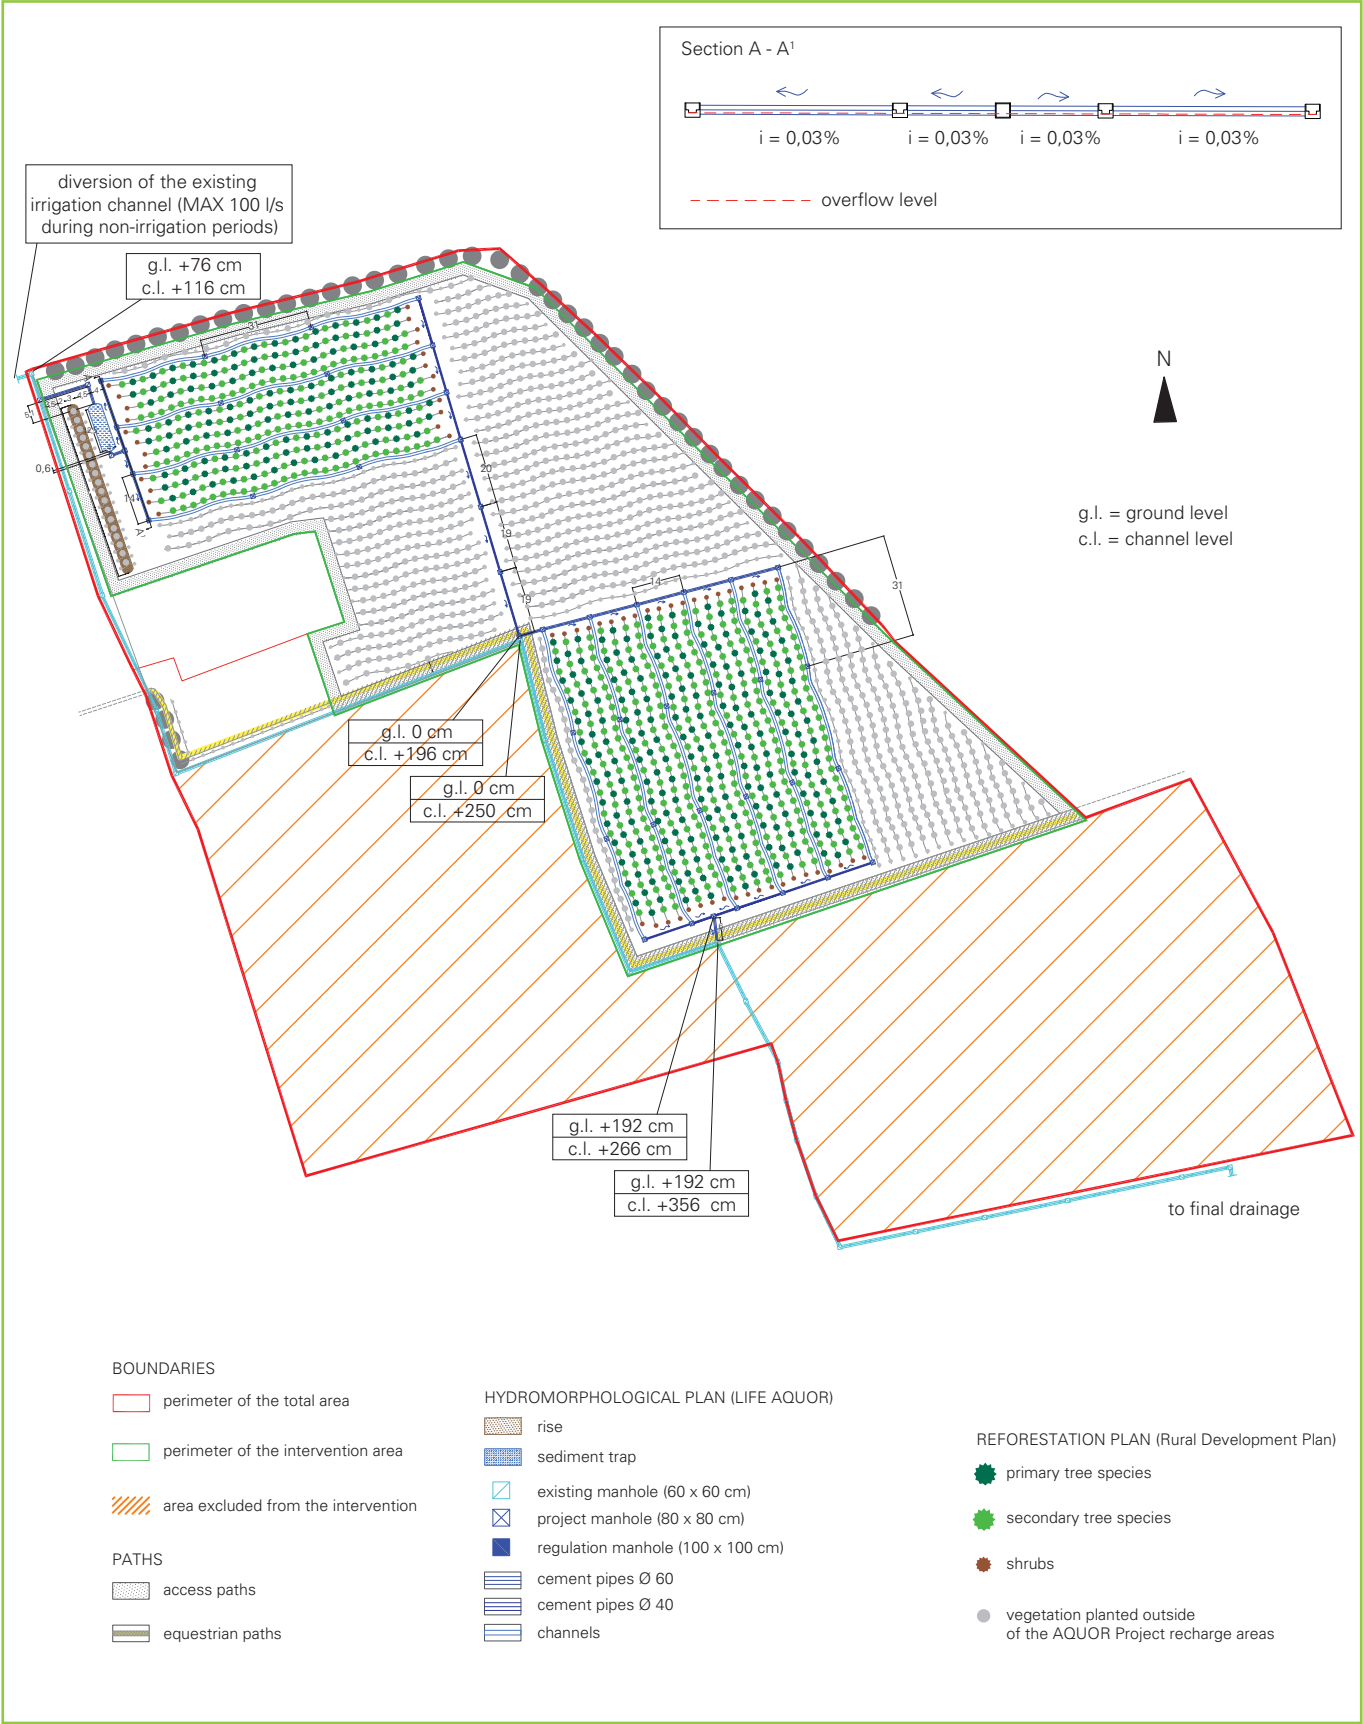 Section A - A¹
i = 0,03%
i = 0,03%
i = 0,03%
i = 0,03%
overflow level
diversion of the existing
irrigation channel (MAX 100 l/s
during non-irrigation periods)
g.l. +76 cm
c.l. +116 cm
N
g.l. = ground level
c.l. = channel level
31
0,6
14
A¹
20
19
19
14
31
g.l. 0 cm
c.l. +196 cm
g.l. 0 cm
c.l. +250 cm
g.l. +192 cm
c.l. +266 cm
g.l. +192 cm
c.l. +356 cm
to final drainage
BOUNDARIES
perimeter of the total area
perimeter of the intervention area
area excluded from the intervention
PATHS
access paths
equestrian paths
HYDROMORPHOLOGICAL PLAN (LIFE AQUOR)
rise
sediment trap
existing manhole (60 x 60 cm)
project manhole (80 x 80 cm)
regulation manhole (100 x 100 cm)
cement pipes Ø 60
cement pipes Ø 40
channels
REFORESTATION PLAN (Rural Development Plan)
primary tree species
secondary tree species
shrubs
vegetation planted outside
of the AQUOR Project recharge areas